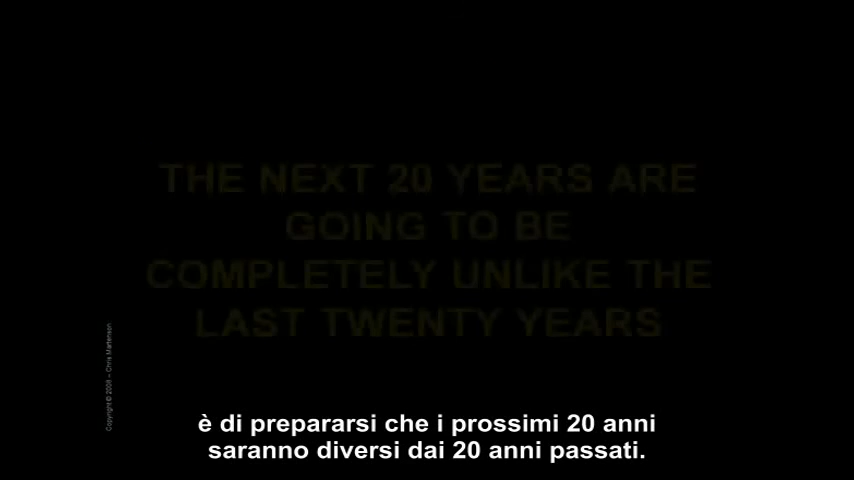 THE NEXT 20 YEARS ARE
GOING TO BE
COMPLETELY UNLIKE THE
LAST TWENTY YEARS
Copyright © 2008 - Chris Martenson
è di prepararsi che i prossimi 20 anni
saranno diversi dai 20 anni passati.